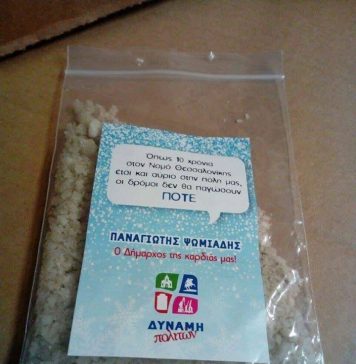 Όπως 10 χρόνια
στον Νομό Θεσσαλονίκης
έτσι και αύριο στην πόλη μας,
οι δρόμοι δεν θα παγώσουν
ΠΟΤΕ
ΠΑΝΑΓΙΩΤΗΣ ΨΩΜΙΑΔΗΣ
Ο Δήμαρχος της καρδιάς μας!
ΔΥΝΑΜΗ
πολιτών